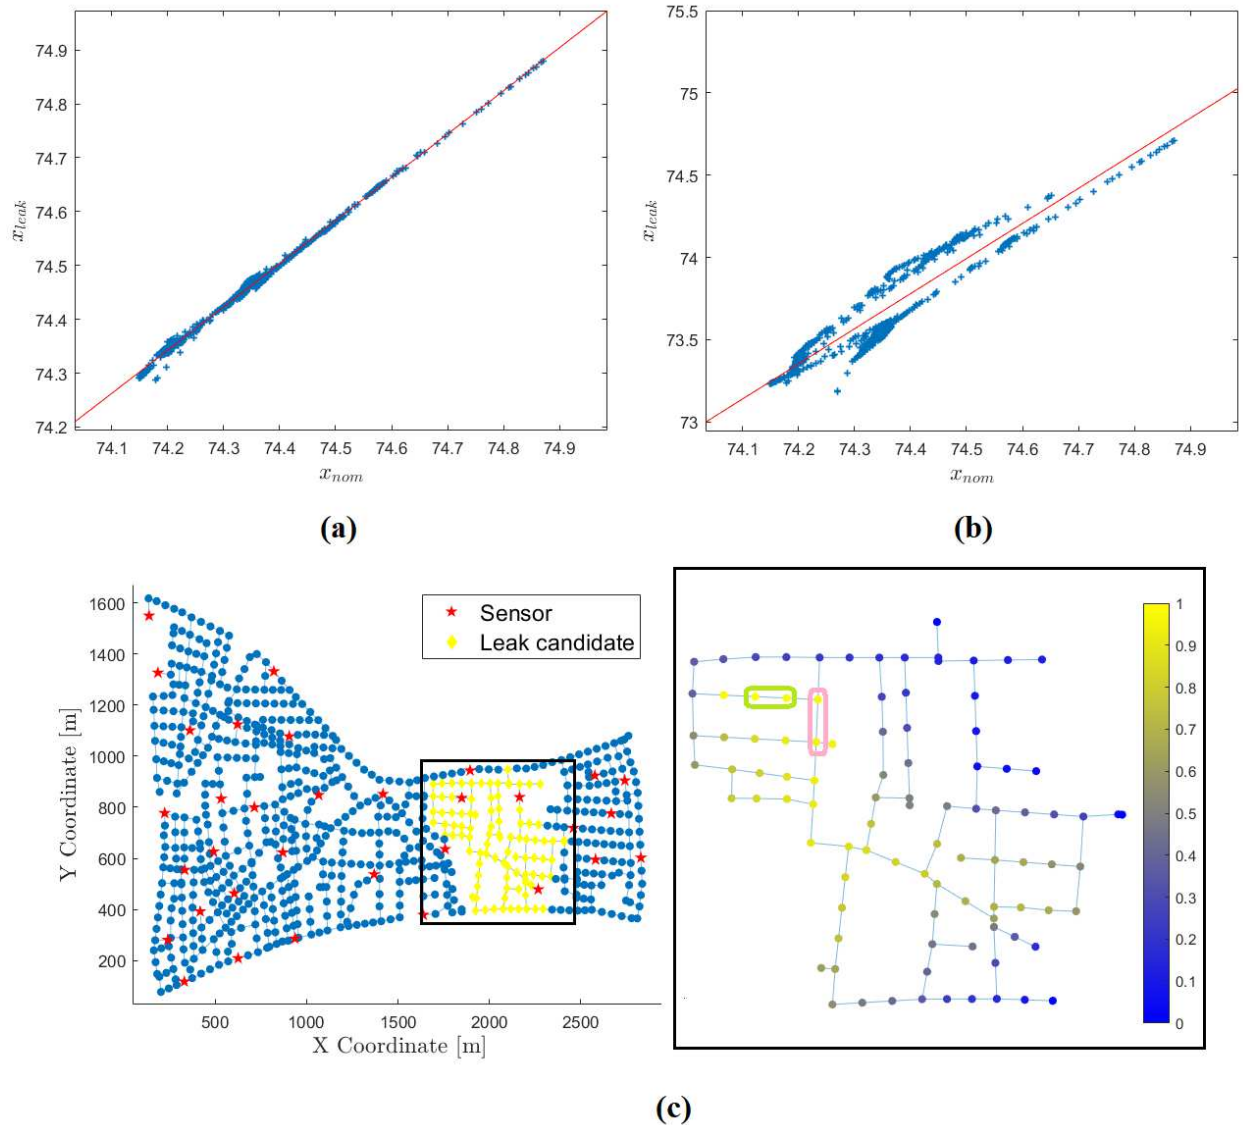 74.9
74.8
74.7
74.6
74.5
74.4
74.3
74.2
x_leak
74.1 74.2 74.3 74.4 74.5 74.6 74.7 74.8 74.9
x_nom
(a)
75.5
75
74.5
74
73.5
73
x_leak
74.1 74.2 74.3 74.4 74.5 74.6 74.7 74.8 74.9
x_nom
(b)
1600
1400
1200
1000
800
600
400
200
Y Coordinate [m]
Sensor
Leak candidate
500 1000 1500 2000 2500
X Coordinate [m]
1
0.9
0.8
0.7
0.6
0.5
0.4
0.3
0.2
0.1
0
(c)